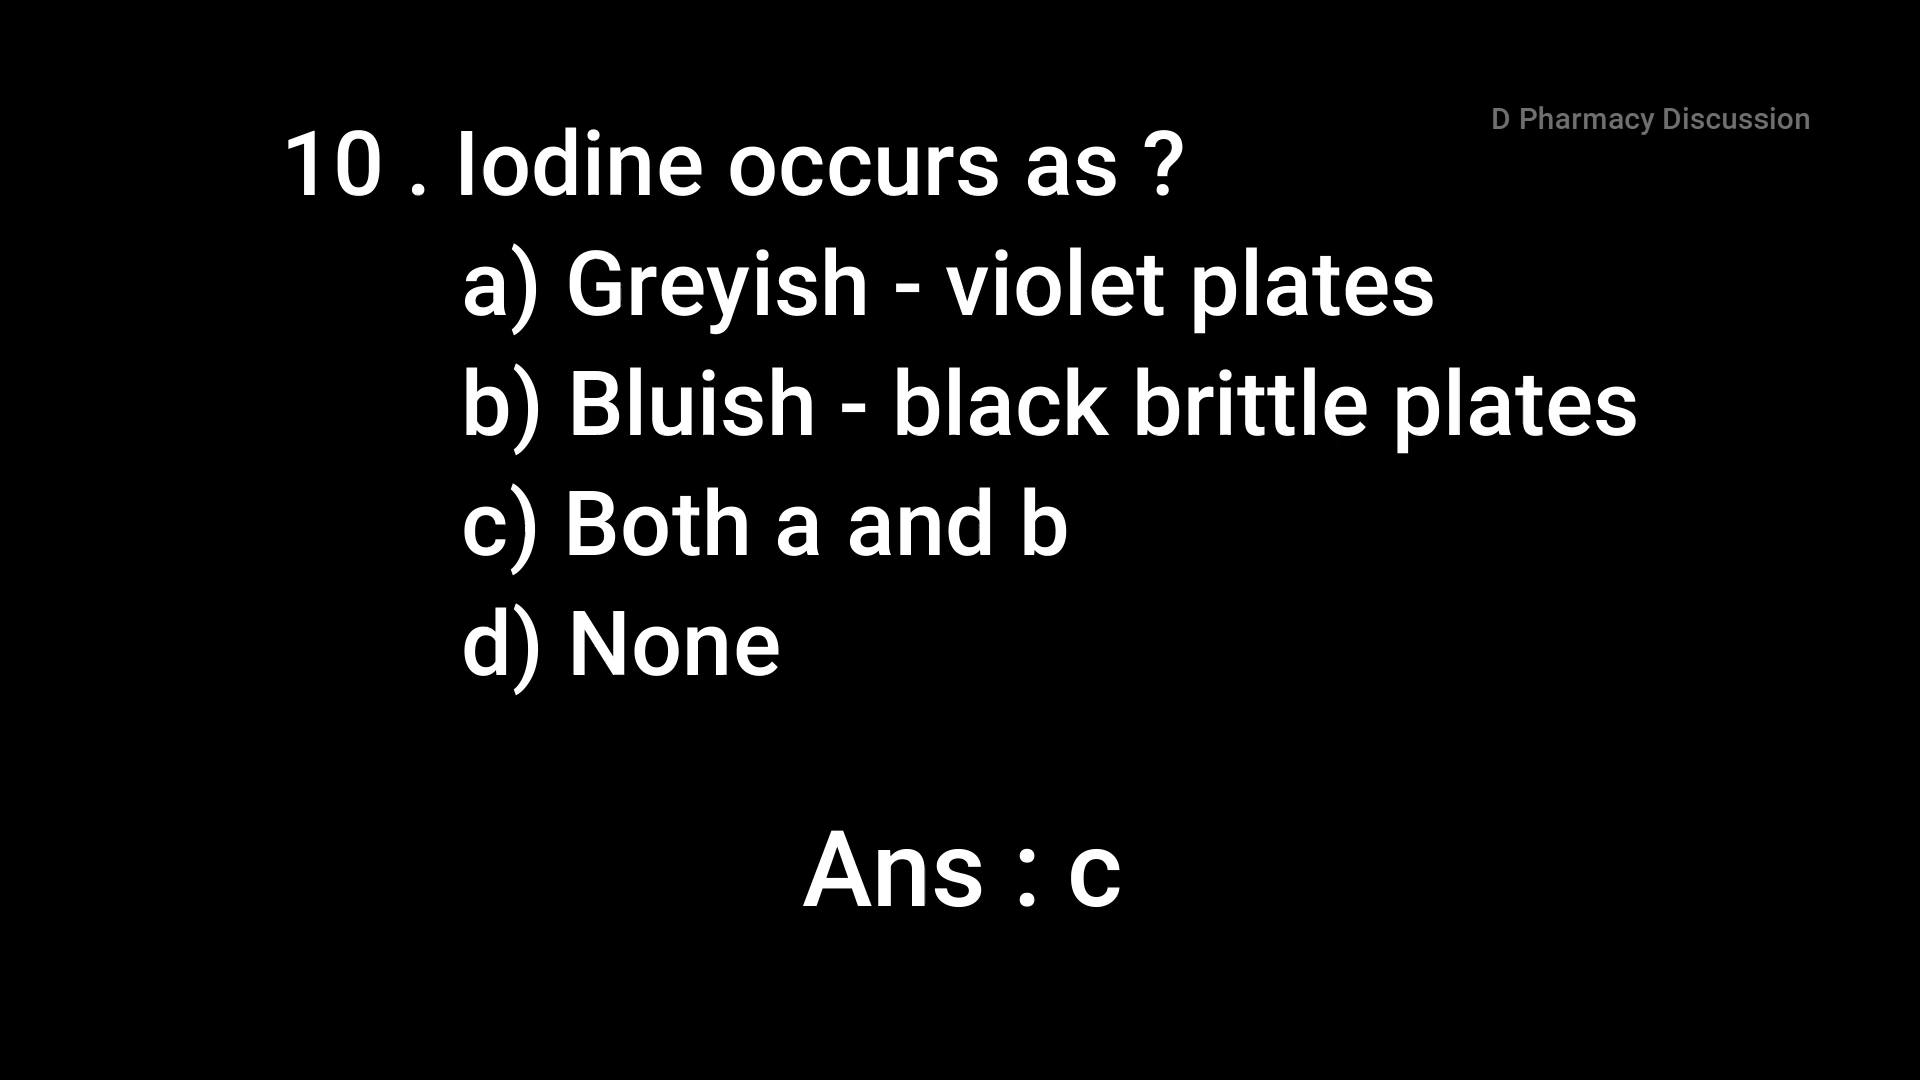 D Pharmacy Discussion
10 . Iodine occurs as ?
a) Greyish - violet plates
b) Bluish - black brittle plates
c) Both a and b
d) None
Ans : c